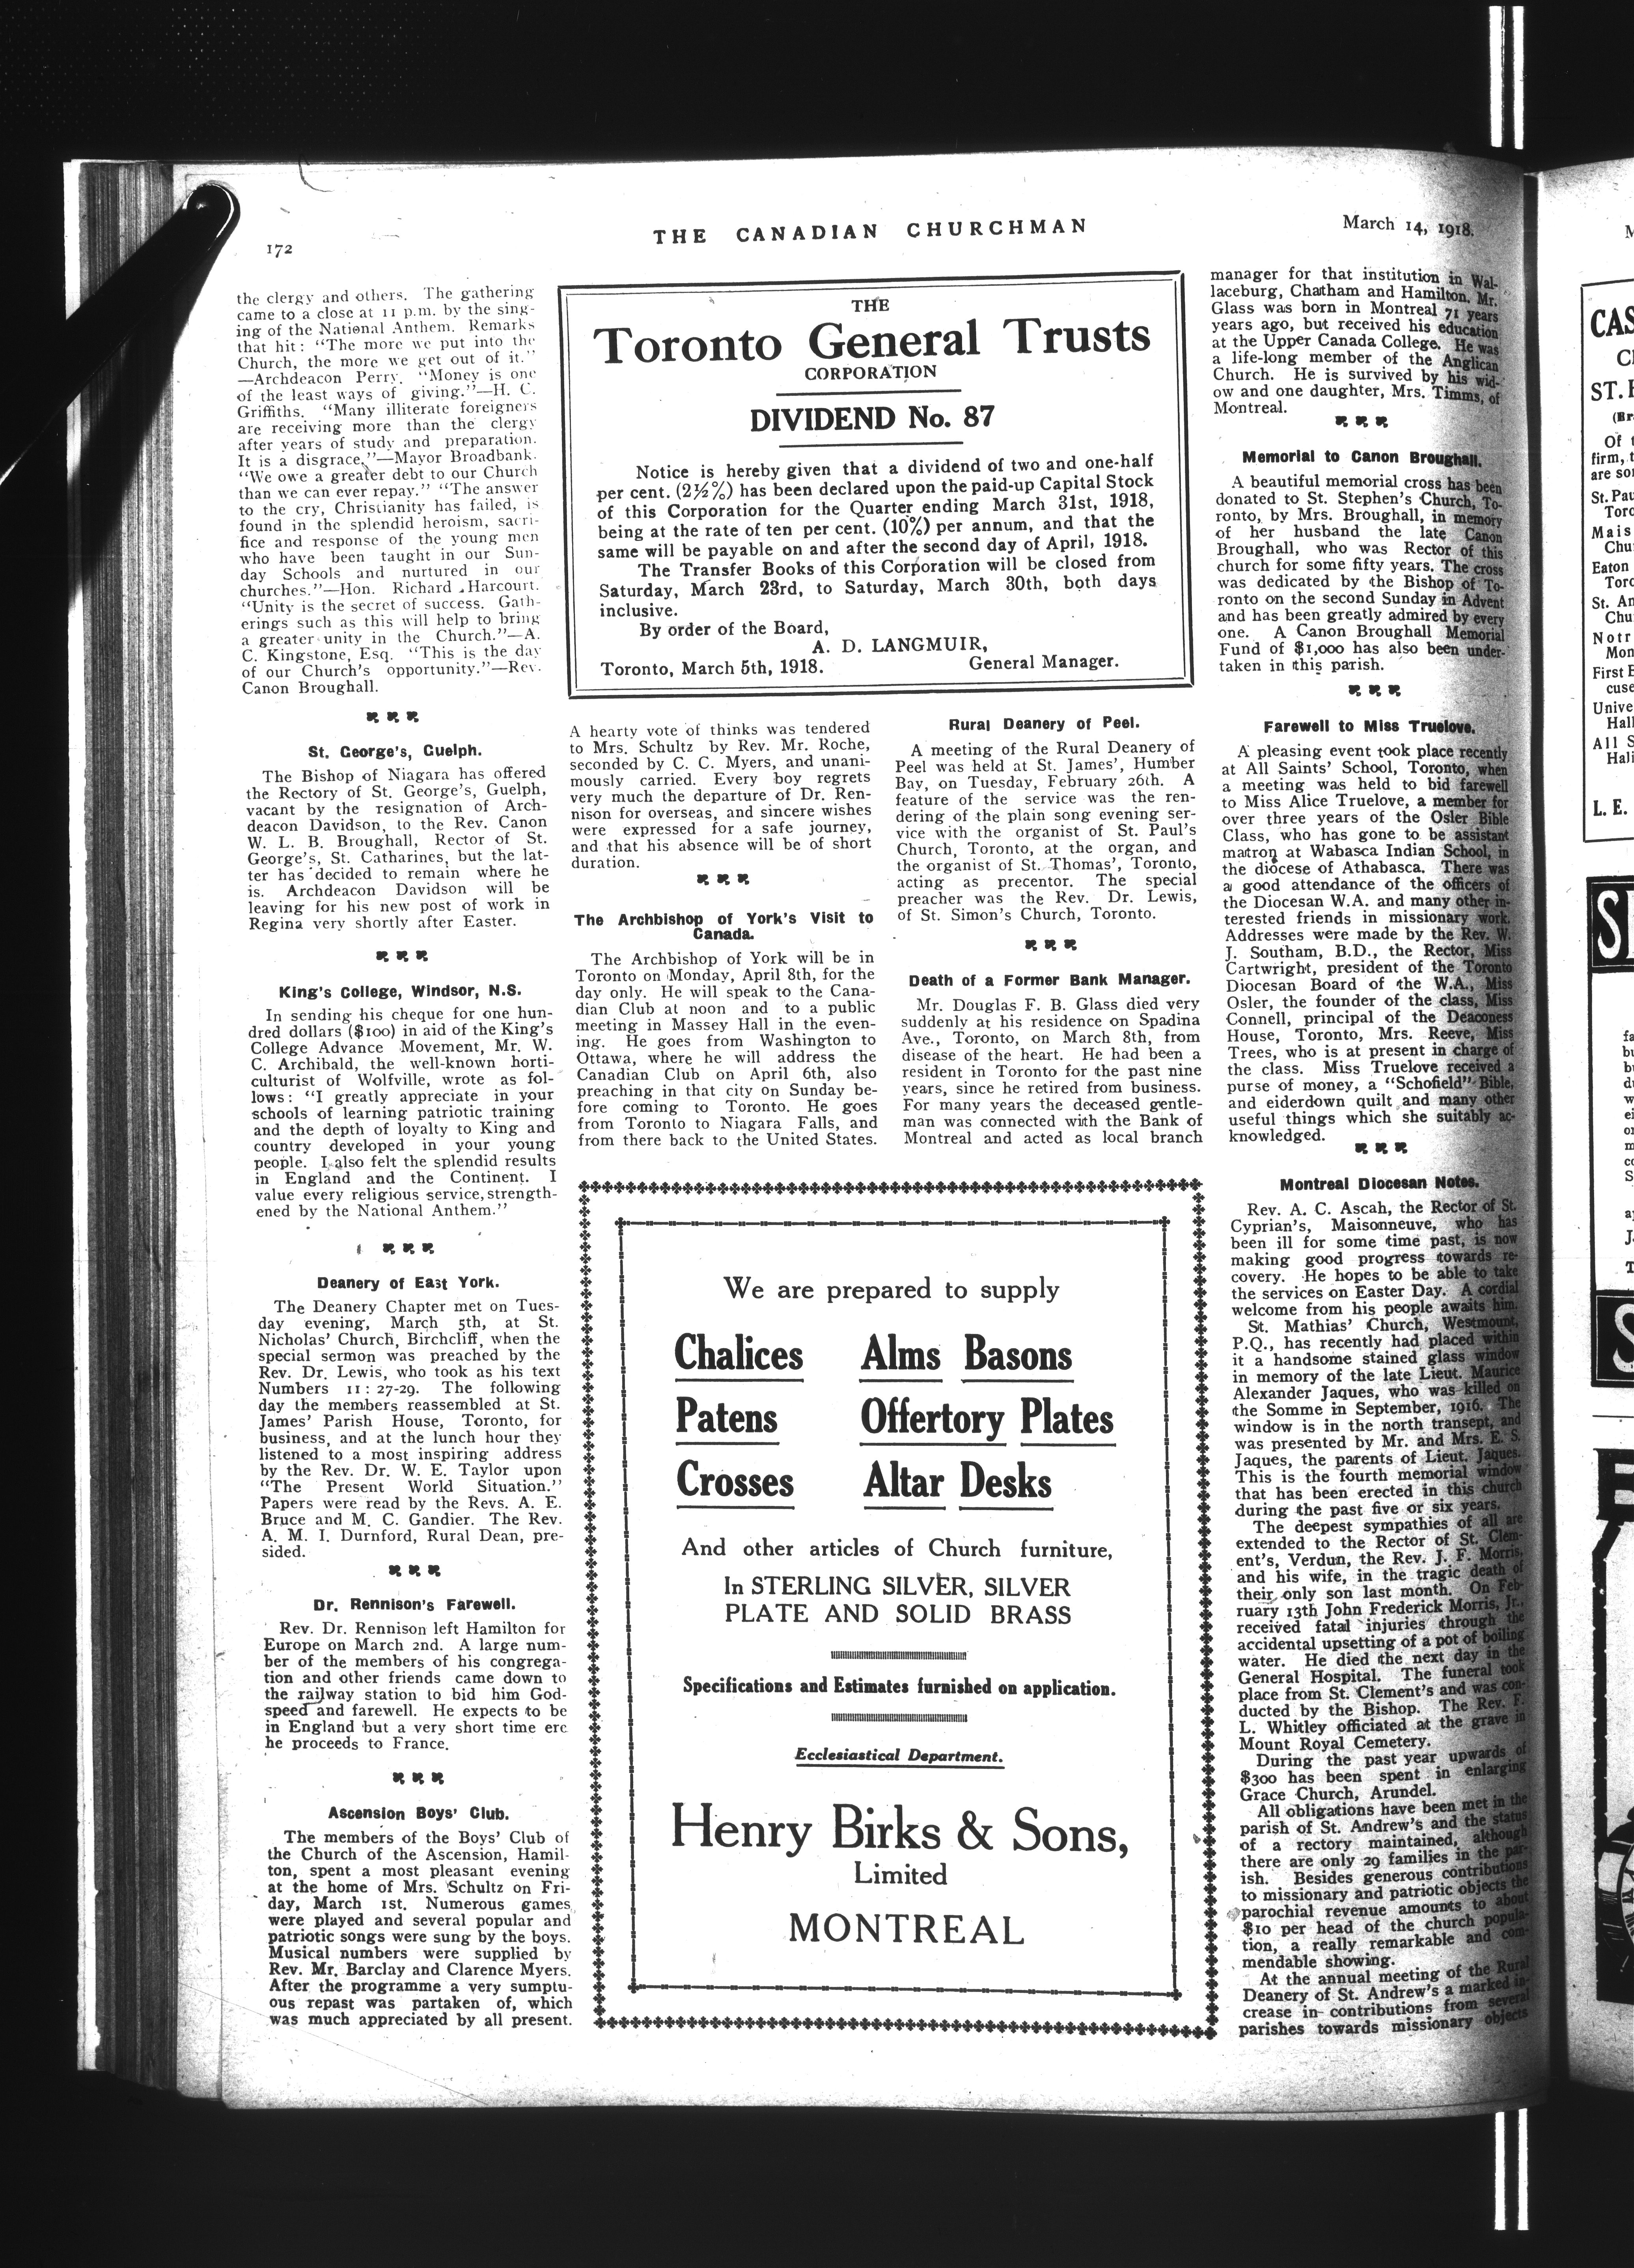 172
THE CANADIAN CHURCHMAN
March 14, 1918.
the clergy and others. The gathering
came to a close at 11 p.m. by the sing-
ing of the National Anthem. Remarks
that hit: "The more we put into the
Church, the more we get out of it."
—Archdeacon Perry. "Money is one
of the least ways of giving."—H. C.
Griffiths. "Many illiterate foreigners
are receiving more than the clergy
after years of study and preparation.
It is a disgrace."—Mayor Broadbank.
"We owe a greater debt to our Church
than we can ever repay." "The answer
to the cry, Christianity has failed, is
found in the splendid heroism, sacri-
fice and response of the young men
who have been taught in our Sun-
day Schools and nurtured in our
churches."—Hon. Richard Harcourt.
"Unity is the secret of success. Gath-
erings such as this will help to bring
a greater unity in the Church."—A.
C. Kingstone, Esq. "This is the day
of our Church's opportunity."—Rev.
Canon Broughall.
St. George's, Guelph.
The Bishop of Niagara has offered
the Rectory of St. George's, Guelph,
vacant by the resignation of Arch-
deacon Davidson, to the Rev. Canon
W. L. B. Broughall, Rector of St.
George's, St. Catharines, but the lat-
ter has decided to remain where he
is. Archdeacon Davidson will be
leaving for his new post of work in
Regina very shortly after Easter.
King's College, Windsor, N.S.
In sending his cheque for one hun-
dred dollars ($100) in aid of the King's
College Advance Movement, Mr. W.
C. Archibald, the well-known horti-
culturist of Wolfville, wrote as fol-
lows: "I greatly appreciate in your
schools of learning patriotic training
and the depth of loyalty to King and
country developed in your young
people. I also felt the splendid results
in England and the Continent. I
value every religious service, strength-
ened by the National Anthem."
Deanery of East York.
The Deanery Chapter met on Tues-
day evening, March 5th, at St.
Nicholas' Church, Birchcliff, when the
special sermon was preached by the
Rev. Dr. Lewis, who took as his text
Numbers 11: 27-29. The following
day the members reassembled at St.
James' Parish House, Toronto, for
business, and at the lunch hour they
listened to a most inspiring address
by the Rev. Dr. W. E. Taylor upon
"The Present World Situation."
Papers were read by the Revs. A. E.
Bruce and M. C. Gandier. The Rev.
A. M. I. Durnford, Rural Dean, pre-
sided.
Dr. Rennison's Farewell.
Rev. Dr. Rennison left Hamilton for
Europe on March 2nd. A large num-
ber of the members of his congrega-
tion and other friends came down to
the railway station to bid him God-
speed and farewell. He expects to be
in England but a very short time ere
he proceeds to France.
Ascension Boys' Club.
The members of the Boys' Club of
the Church of the Ascension, Hamil-
ton, spent a most pleasant evening
at the home of Mrs. Schultz on Fri-
day, March 1st. Numerous games
were played and several popular and
patriotic songs were sung by the boys.
Musical numbers were supplied by
Rev. Mr. Barclay and Clarence Myers.
After the programme a very sumptu-
ous repast was partaken of, which
was much appreciated by all present.
THE
Toronto General Trusts
CORPORATION
DIVIDEND No. 87
Notice is hereby given that a dividend of two and one-half
per cent. (2½%) has been declared upon the paid-up Capital Stock
of this Corporation for the Quarter ending March 31st, 1918,
being at the rate of ten per cent. (10%) per annum, and that the
same will be payable on and after the second day of April, 1918.
The Transfer Books of this Corporation will be closed from
Saturday, March 23rd, to Saturday, March 30th, both days
inclusive.
By order of the Board,
A. D. LANGMUIR,
Toronto, March 5th, 1918. General Manager.
A hearty vote of thinks was tendered
to Mrs. Schultz by Rev. Mr. Roche,
seconded by C. C. Myers, and unani-
mously carried. Every boy regrets
very much the departure of Dr. Ren-
nison for overseas, and sincere wishes
were expressed for a safe journey,
and that his absence will be of short
duration.
The Archbishop of York's Visit to
Canada.
The Archbishop of York will be in
Toronto on Monday, April 8th, for the
day only. He will speak to the Cana-
dian Club at noon and to a public
meeting in Massey Hall in the even-
ing. He goes from Washington to
Ottawa, where he will address the
Canadian Club on April 6th, also
preaching in that city on Sunday be-
fore coming to Toronto. He goes
from Toronto to Niagara Falls, and
from there back to the United States.
Rural Deanery of Peel.
A meeting of the Rural Deanery of
Peel was held at St. James', Humber
Bay, on Tuesday, February 26th. A
feature of the service was the ren-
dering of the plain song evening ser-
vice with the organist of St. Paul's
Church, Toronto, at the organ, and
the organist of St. Thomas', Toronto,
acting as precentor. The special
preacher was the Rev. Dr. Lewis,
of St. Simon's Church, Toronto.
Death of a Former Bank Manager.
Mr. Douglas F. B. Glass died very
suddenly at his residence on Spadina
Ave., Toronto, on March 8th, from
disease of the heart. He had been a
resident in Toronto for the past nine
years, since he retired from business.
For many years the deceased gentle-
man was connected with the Bank of
Montreal and acted as local branch
We are prepared to supply
Chalices Alms Basons
Patens Offertory Plates
Crosses Altar Desks
And other articles of Church furniture,
In STERLING SILVER, SILVER
PLATE AND SOLID BRASS
Specifications and Estimates furnished on application.
Ecclesiastical Department.
Henry Birks & Sons,
Limited
MONTREAL
manager for that institution in Wal-
laceburg, Chatham and Hamilton. Mr.
Glass was born in Montreal 71 years
years ago, but received his education
at the Upper Canada College. He was
a life-long member of the Anglican
Church. He is survived by his wid-
ow and one daughter, Mrs. Timms, of
Montreal.
Memorial to Canon Broughall.
A beautiful memorial cross has been
donated to St. Stephen's Church, To-
ronto, by Mrs. Broughall, in memory
of her husband the late Canon
Broughall, who was Rector of this
church for some fifty years. The cross
was dedicated by the Bishop of To-
ronto on the second Sunday in Advent
and has been greatly admired by every
one. A Canon Broughall Memorial
Fund of $1,000 has also been under-
taken in this parish.
Farewell to Miss Truelove.
A pleasing event took place recently
at All Saints' School, Toronto, when
a meeting was held to bid farewell
to Miss Alice Truelove, a member for
over three years of the Osler Bible
Class, who has gone to be assistant
matron at Wabasca Indian School, in
the diocese of Athabasca. There was
a good attendance of the officers of
the Diocesan W.A. and many other in-
terested friends in missionary work.
Addresses were made by the Rev. W.
J. Southam, B.D., the Rector, Miss
Cartwright, president of the Toronto
Diocesan Board of the W.A., Miss
Osler, the founder of the class, Miss
Connell, principal of the Deaconess
House, Toronto, Mrs. Reeve, Miss
Trees, who is at present in charge of
the class. Miss Truelove received a
purse of money, a "Schofield" Bible,
and eiderdown quilt and many other
useful things which she suitably ac-
knowledged.
Montreal Diocesan Notes.
Rev. A. C. Ascah, the Rector of St.
Cyprian's, Maisonneuve, who has
been ill for some time past, is now
making good progress towards re-
covery. He hopes to be able to take
the services on Easter Day. A cordial
welcome from his people awaits him.
St. Mathias' Church, Westmount,
P.Q., has recently had placed within
it a handsome stained glass window
in memory of the late Lieut. Maurice
Alexander Jaques, who was killed on
the Somme in September, 1916. The
window is in the north transept, and
was presented by Mr. and Mrs. E. S.
Jaques, the parents of Lieut. Jaques.
This is the fourth memorial window
that has been erected in this church
during the past five or six years.
The deepest sympathies of all are
extended to the Rector of St. Clem-
ent's, Verdun, the Rev. J. F. Morris,
and his wife, in the tragic death of
their only son last month. On Feb-
ruary 13th John Frederick Morris, Jr.,
received fatal injuries through the
accidental upsetting of a pot of boiling
water. He died the next day in the
General Hospital. The funeral took
place from St. Clement's and was con-
ducted by the Bishop. The Rev. F.
L. Whitley officiated at the grave in
Mount Royal Cemetery.
During the past year upwards of
$300 has been spent in enlarging
Grace Church, Arundel.
All obligations have been met in the
parish of St. Andrew's and the status
of a rectory maintained, although
there are only 29 families in the par-
ish. Besides generous contributions
to missionary and patriotic objects the
parochial revenue amounts to about
$10 per head of the church popula-
tion, a really remarkable and com-
mendable showing.
At the annual meeting of the Rural
Deanery of St. Andrew's a marked in-
crease in contributions from several
parishes towards missionary objects